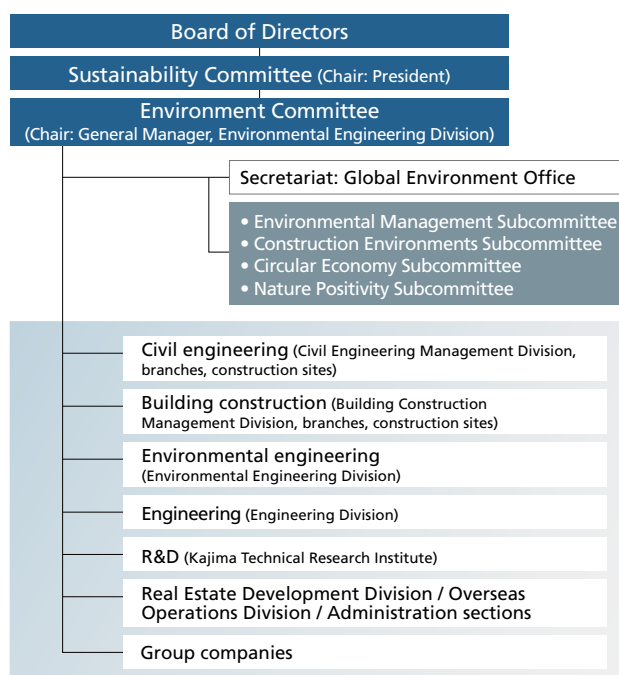 Board of Directors
Sustainability Committee (Chair: President)
Environment Committee
(Chair: General Manager, Environmental Engineering Division)
Secretariat: Global Environment Office
• Environmental Management Subcommittee
• Construction Environments Subcommittee
• Circular Economy Subcommittee
• Nature Positivity Subcommittee
Civil engineering (Civil Engineering Management Division,
branches, construction sites)
Building construction (Building Construction
Management Division, branches, construction sites)
Environmental engineering
(Environmental Engineering Division)
Engineering (Engineering Division)
R&D (Kajima Technical Research Institute)
Real Estate Development Division / Overseas
Operations Division / Administration sections
Group companies